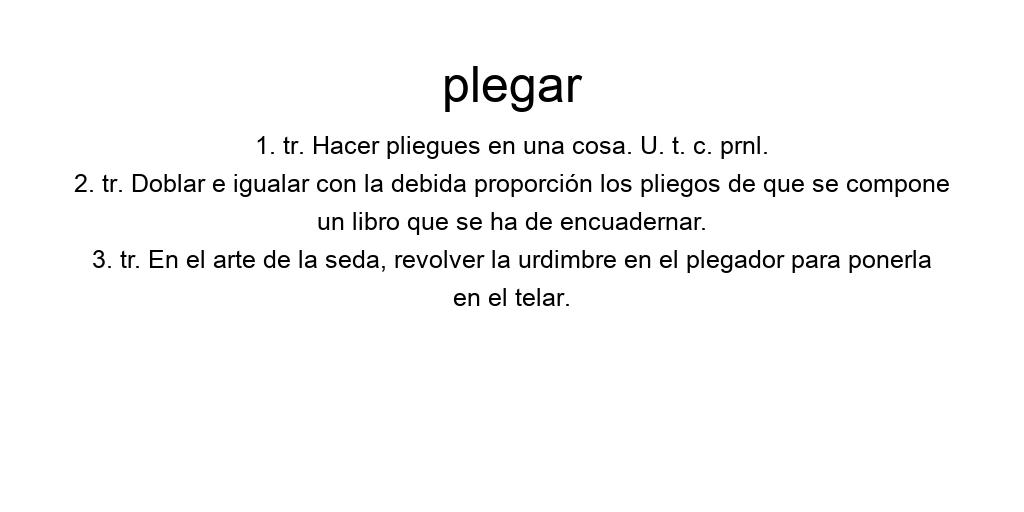 plegar
1. tr. Hacer pliegues en una cosa. U. t. c. prnl.
2. tr. Doblar e igualar con la debida proporción los pliegos de que se compone
un libro que se ha de encuadernar.
3. tr. En el arte de la seda, revolver la urdimbre en el plegador para ponerla
en el telar.